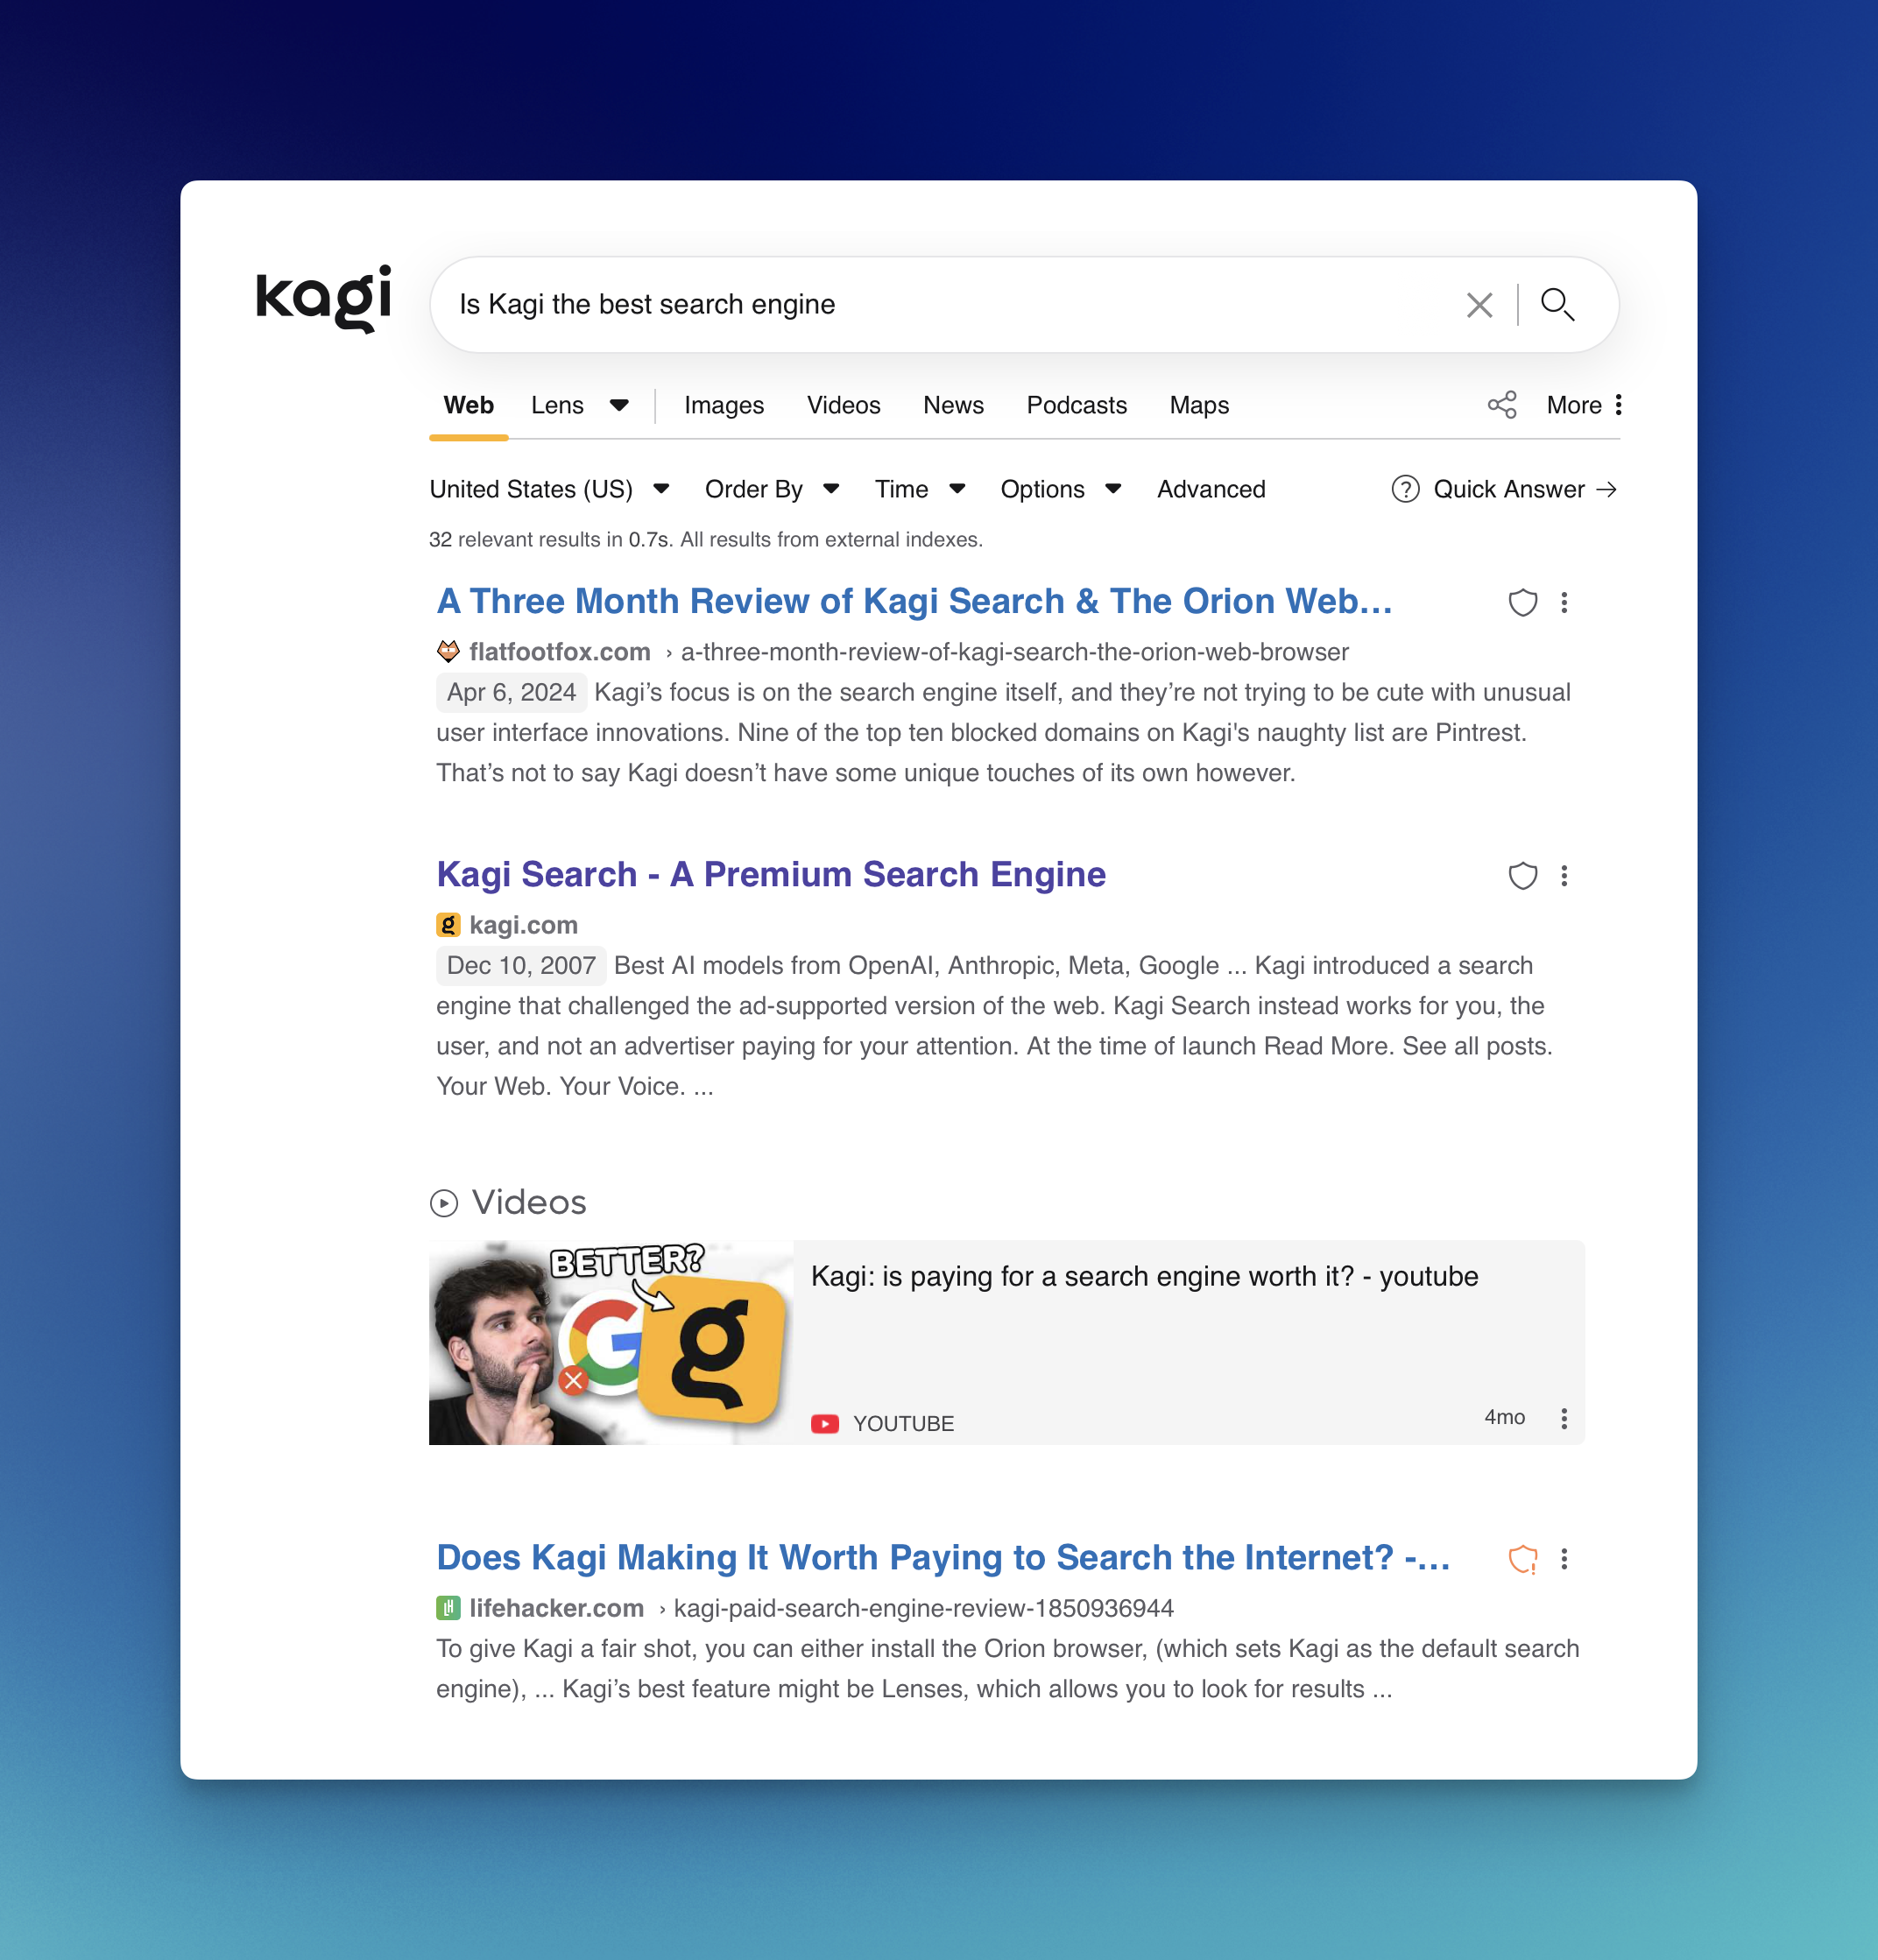 kagi
Is Kagi the best search engine
Web Lens Images Videos News Podcasts Maps More
United States (US) Order By Time Options Advanced ? Quick Answer →
32 relevant results in 0.7s. All results from external indexes.
A Three Month Review of Kagi Search & The Orion Web…
flatfootfox.com › a-three-month-review-of-kagi-search-the-orion-web-browser
Apr 6, 2024 Kagi’s focus is on the search engine itself, and they’re not trying to be cute with unusual
user interface innovations. Nine of the top ten blocked domains on Kagi's naughty list are Pintrest.
That’s not to say Kagi doesn’t have some unique touches of its own however.
Kagi Search - A Premium Search Engine
g kagi.com
Dec 10, 2007 Best AI models from OpenAI, Anthropic, Meta, Google ... Kagi introduced a search
engine that challenged the ad-supported version of the web. Kagi Search instead works for you, the
user, and not an advertiser paying for your attention. At the time of launch Read More. See all posts.
Your Web. Your Voice. ...
Videos
BETTER?
G g
Kagi: is paying for a search engine worth it? - youtube
YOUTUBE 4mo
Does Kagi Making It Worth Paying to Search the Internet? -…
LH lifehacker.com › kagi-paid-search-engine-review-1850936944
To give Kagi a fair shot, you can either install the Orion browser, (which sets Kagi as the default search
engine), ... Kagi’s best feature might be Lenses, which allows you to look for results ...